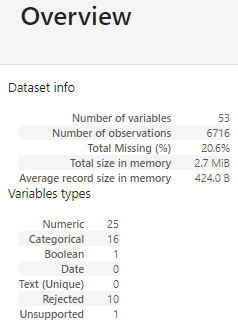 Overview
Dataset info
Number of variables 53
Number of observations 6716
Total Missing (%) 20.6%
Total size in memory 2.7 MiB
Average record size in memory 424.0 B
Variables types
Numeric 25
Categorical 16
Boolean 1
Date 0
Text (Unique) 0
Rejected 10
Unsupported 1